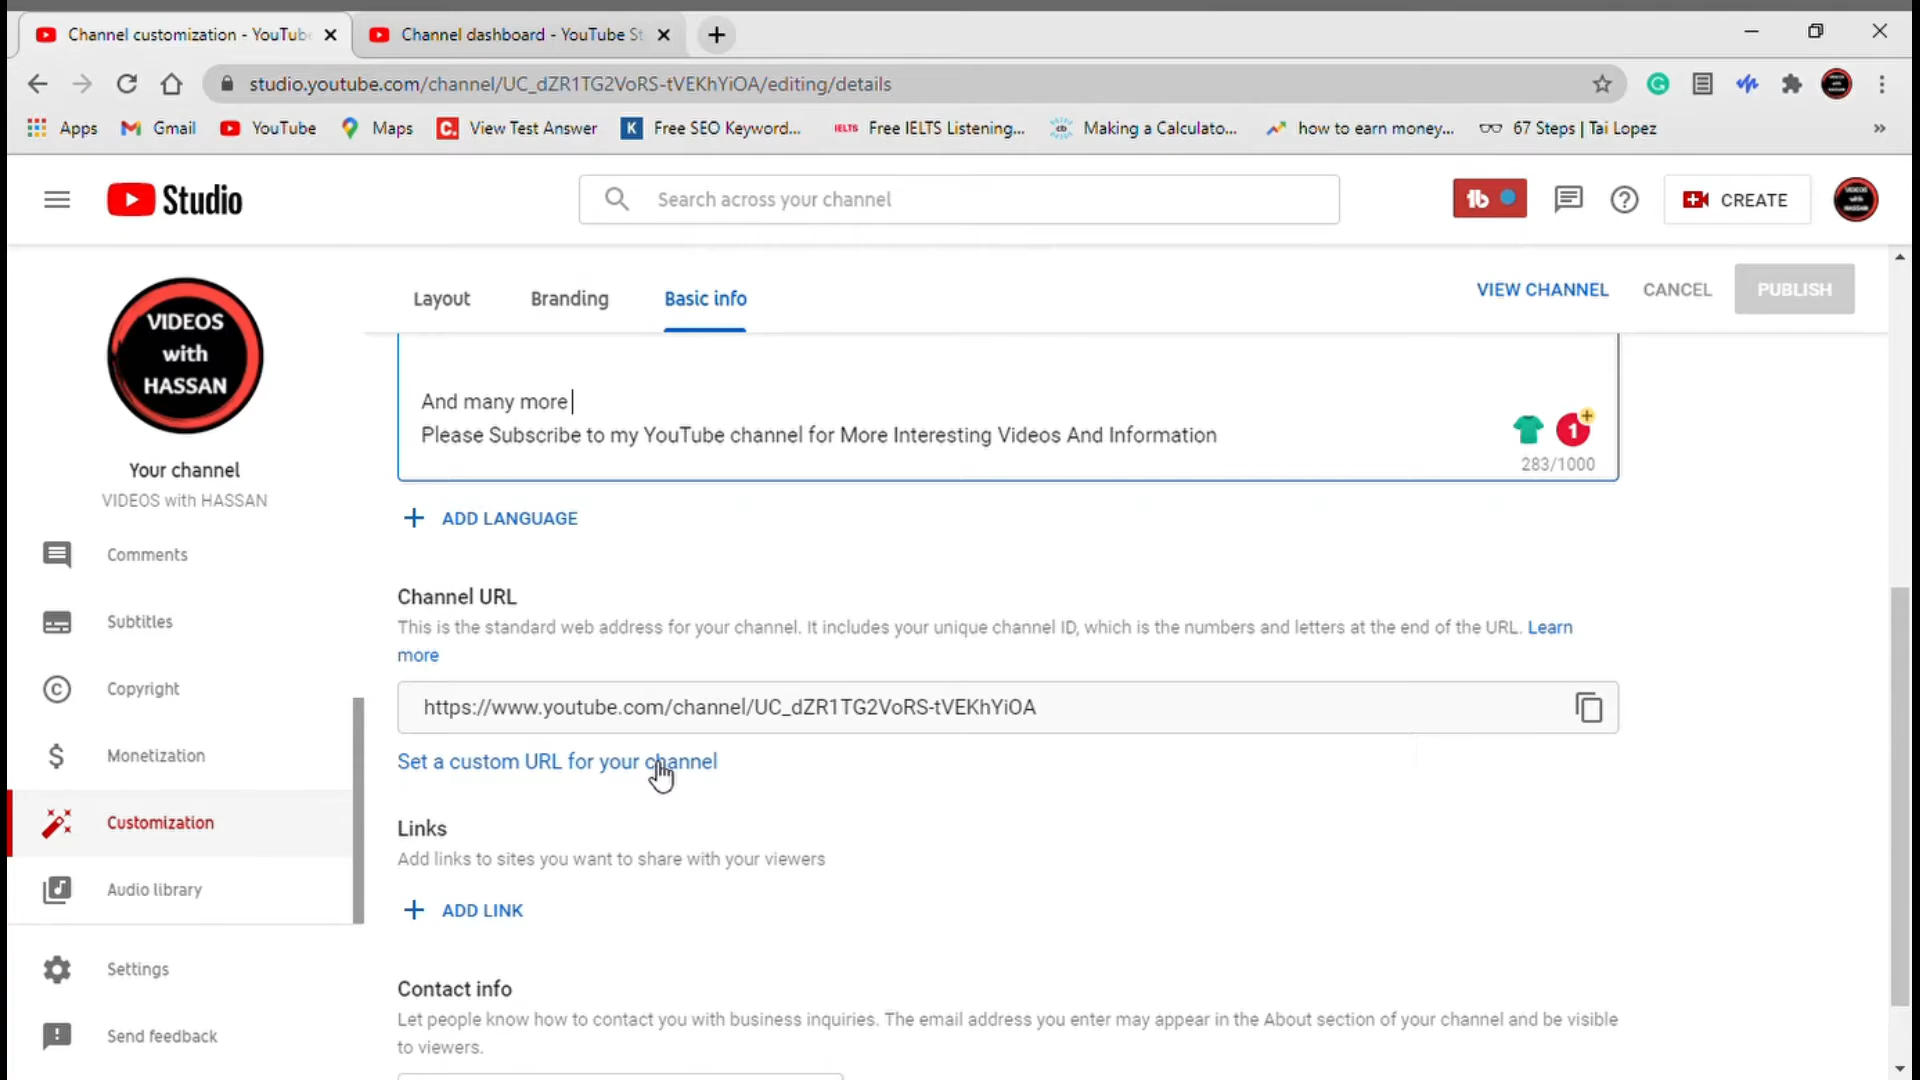 Channel customization - YouTube
Channel dashboard - YouTube St
studio.youtube.com/channel/UC_dZR1TG2VoRS-tVEKhYiOA/editing/details
Apps
Gmail
YouTube
Maps
C.
View Test Answer
K
Free SEO Keyword...
IELTS
Free IELTS Listening...
Making a Calculato...
how to earn money...
67 Steps | Tai Lopez
»
Studio
Search across your channel
tb
CREATE
VIDEOS
with
HASSAN
Your channel
VIDEOS with HASSAN
Comments
Subtitles
Copyright
Monetization
Customization
Audio library
Settings
Send feedback
Layout
Branding
Basic info
VIEW CHANNEL
CANCEL
PUBLISH
And many more
Please Subscribe to my YouTube channel for More Interesting Videos And Information
1
283/1000
ADD LANGUAGE
Channel URL
This is the standard web address for your channel. It includes your unique channel ID, which is the numbers and letters at the end of the URL. Learn
more
https://www.youtube.com/channel/UC_dZR1TG2VoRS-tVEKhYiOA
Set a custom URL for your channel
Links
Add links to sites you want to share with your viewers
ADD LINK
Contact info
Let people know how to contact you with business inquiries. The email address you enter may appear in the About section of your channel and be visible
to viewers.